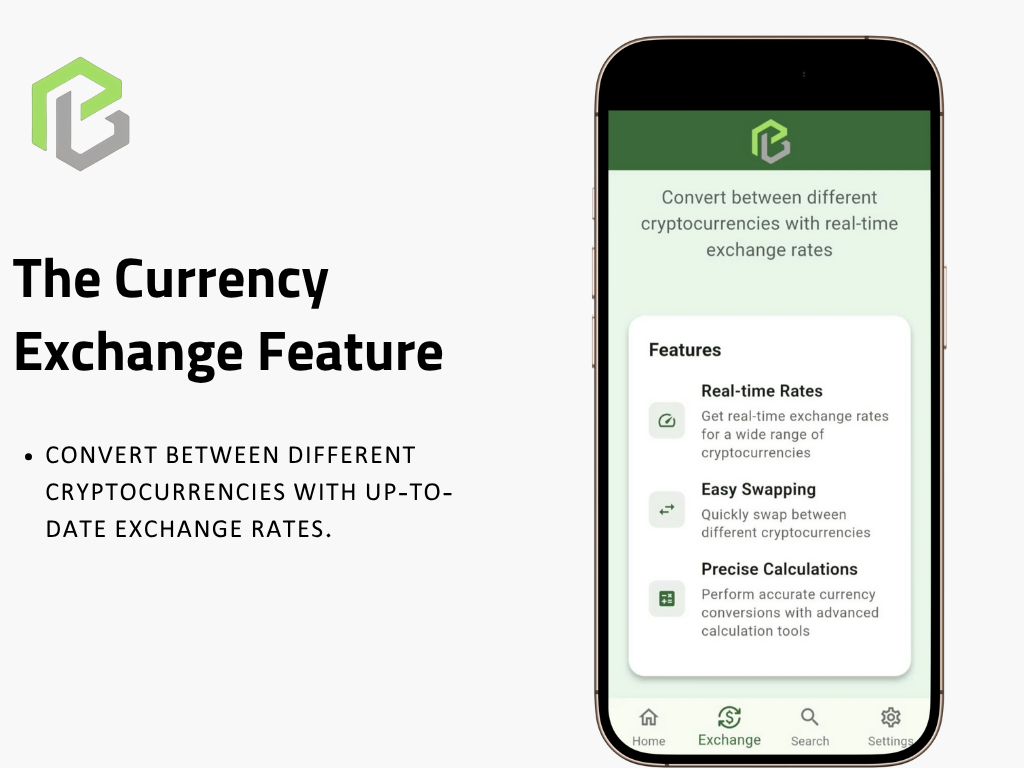 The Currency
Exchange Feature
• CONVERT BETWEEN DIFFERENT
CRYPTOCURRENCIES WITH UP-TO-
DATE EXCHANGE RATES.
Convert between different
cryptocurrencies with real-time
exchange rates
Features
Real-time Rates
Get real-time exchange rates
for a wide range of
cryptocurrencies
Easy Swapping
Quickly swap between
different cryptocurrencies
Precise Calculations
Perform accurate currency
conversions with advanced
calculation tools
Home Exchange Search Settings